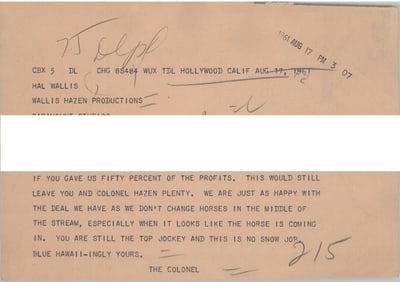 1961 AUG 17 PM 3 07
CBX 5 DL CHG 85484 WUX TDL HOLLYWOOD CALIF AUG 17, 1961
HAL WALLIS
WALLIS HAZEN PRODUCTIONS=
IF YOU GAVE US FIFTY PERCENT OF THE PROFITS. THIS WOULD STILL
LEAVE YOU AND COLONEL HAZEN PLENTY. WE ARE JUST AS HAPPY WITH
THE DEAL WE HAVE AS WE DON'T CHANGE HORSES IN THE MIDDLE OF
THE STREAM, ESPECIALLY WHEN IT LOOKS LIKE THE HORSE IS COMING
IN. YOU ARE STILL THE TOP JOCKEY AND THIS IS NO SNOW JOB
BLUE HAWAII-INGLY YOURS.
215
THE COLONEL